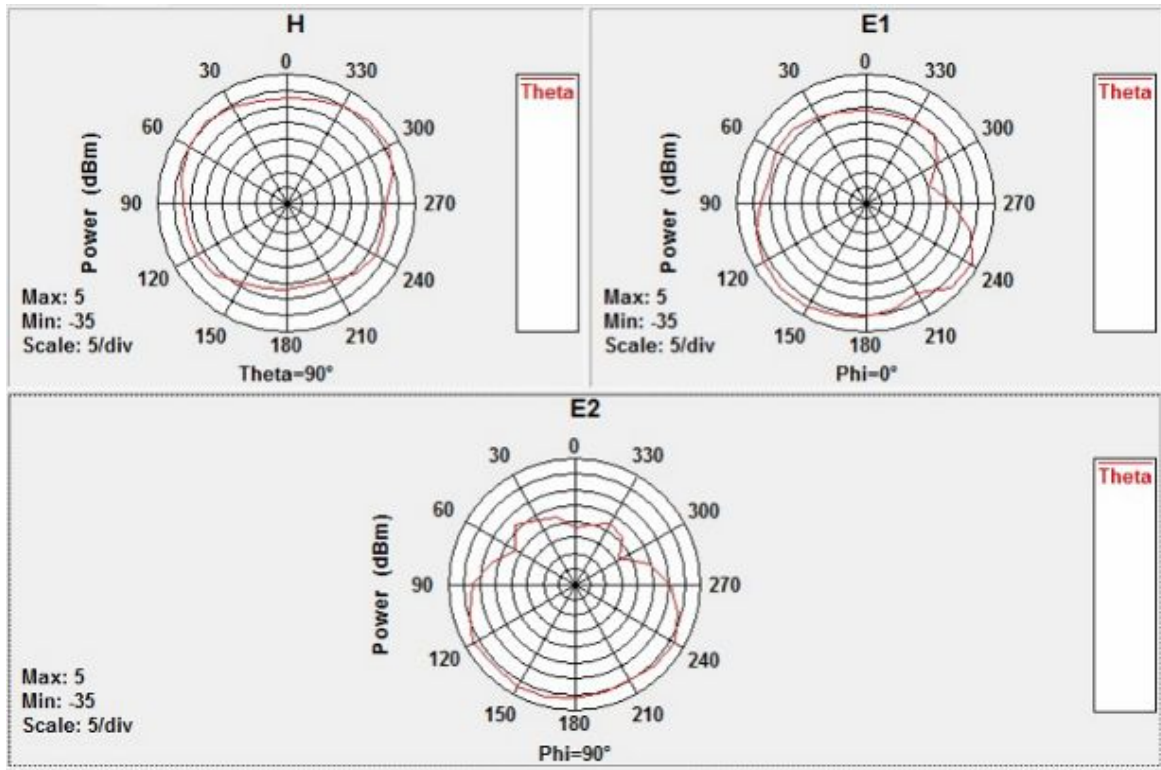 H
0
30
330
60
300
90
270
120
240
150
210
180
Power (dBm)
Max: 5
Min: -35
Scale: 5/div
Theta=90°
Theta
E1
0
30
330
60
300
90
270
120
240
150
210
180
Power (dBm)
Max: 5
Min: -35
Scale: 5/div
Phi=0°
Theta
E2
0
30
330
60
300
90
270
120
240
150
210
180
Power (dBm)
Max: 5
Min: -35
Scale: 5/div
Phi=90°
Theta